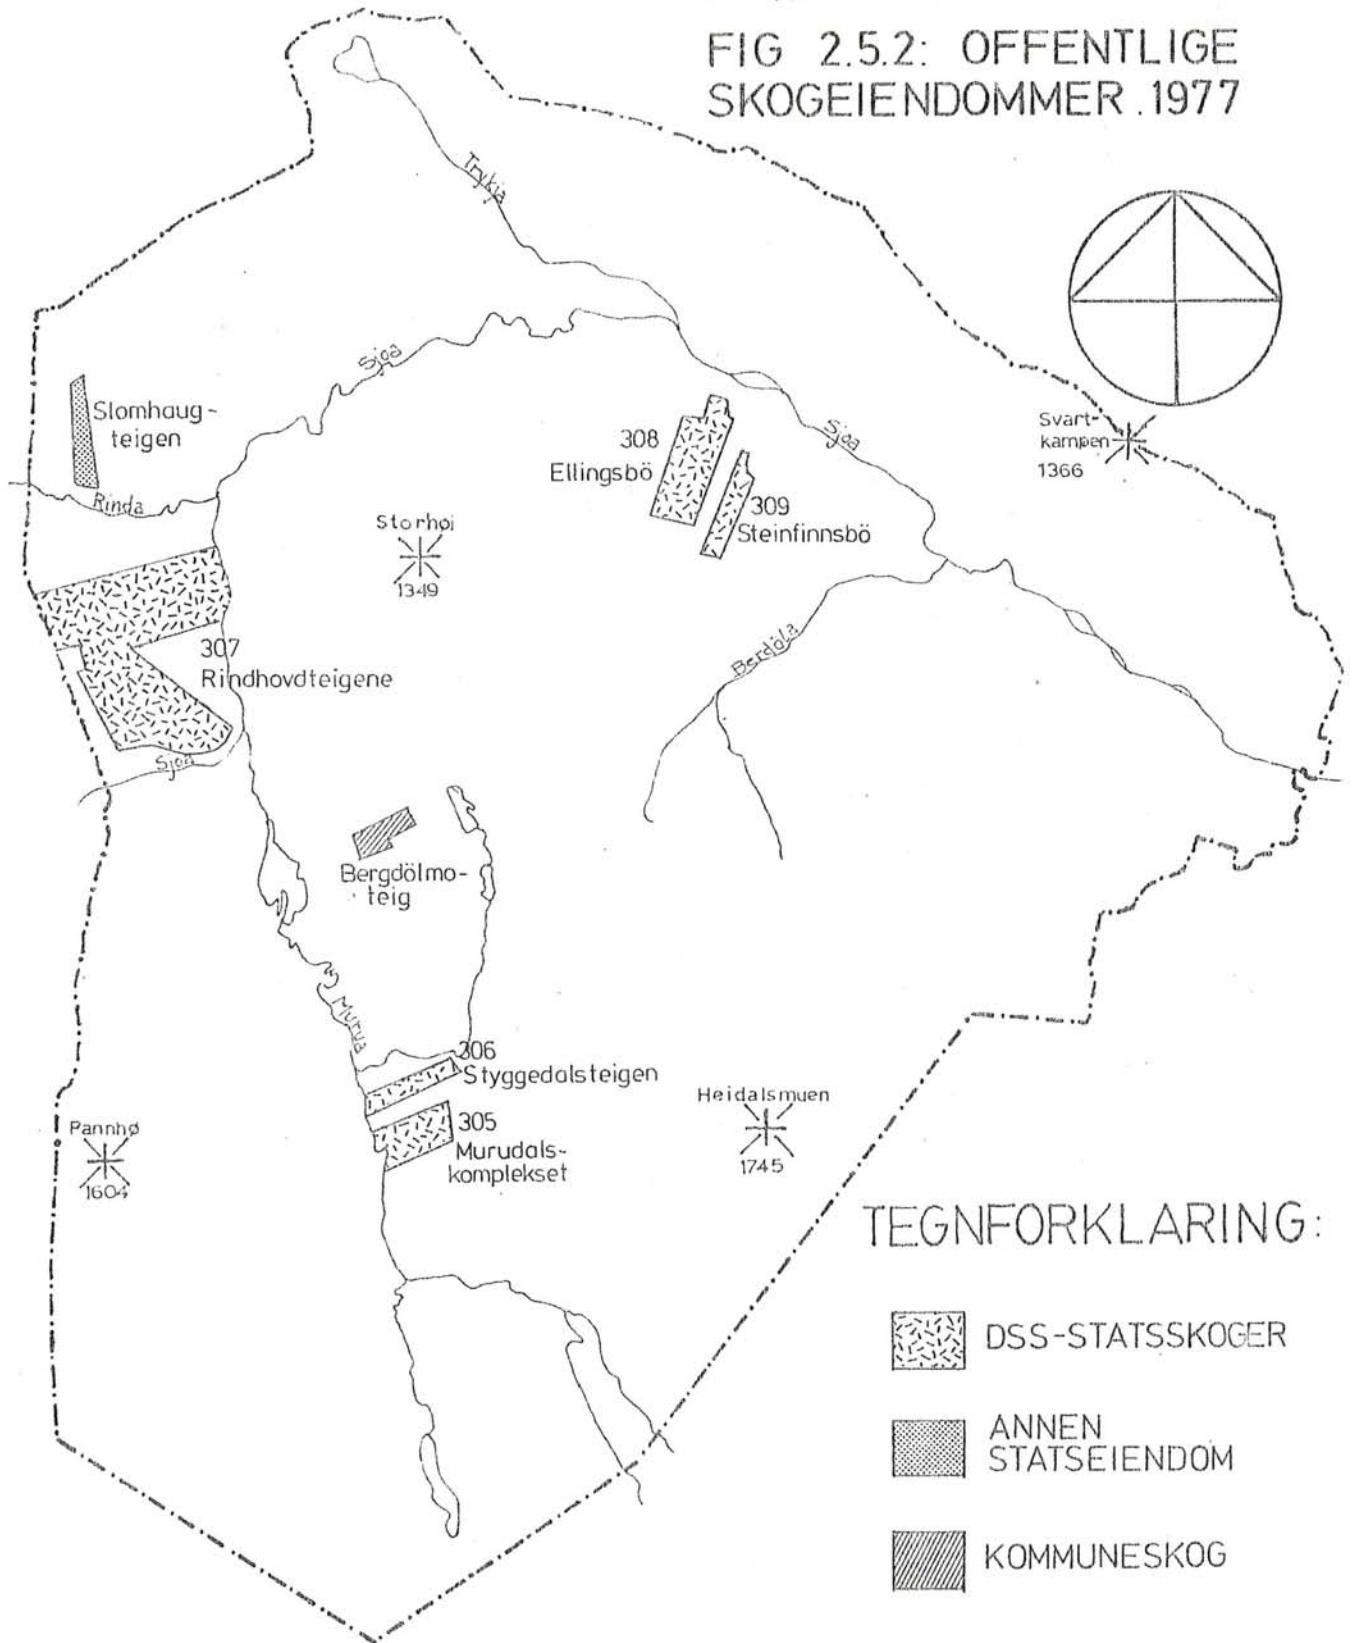 FIG 2.5.2: OFFENTLIGE
SKOGEIENDOMMER.1977
Trykja
Sjoa
Slomhaug-
teigen
Rinda
308
Ellingsbö
Sjoa
Svart-
kampen
1366
309
Steinfinnsbö
Storhøi
1349
307
Rindhovdteigene
Berdöla
Sjoa
Bergdölmo-
teig
Murua
306
Styggedalsteigen
305
Murudals-
komplekset
Heidalsmuen
1745
Pannhø
1604
TEGNFORKLARING:
DSS-STATSSKOGER
ANNEN
STATSEIENDOM
KOMMUNESKOG